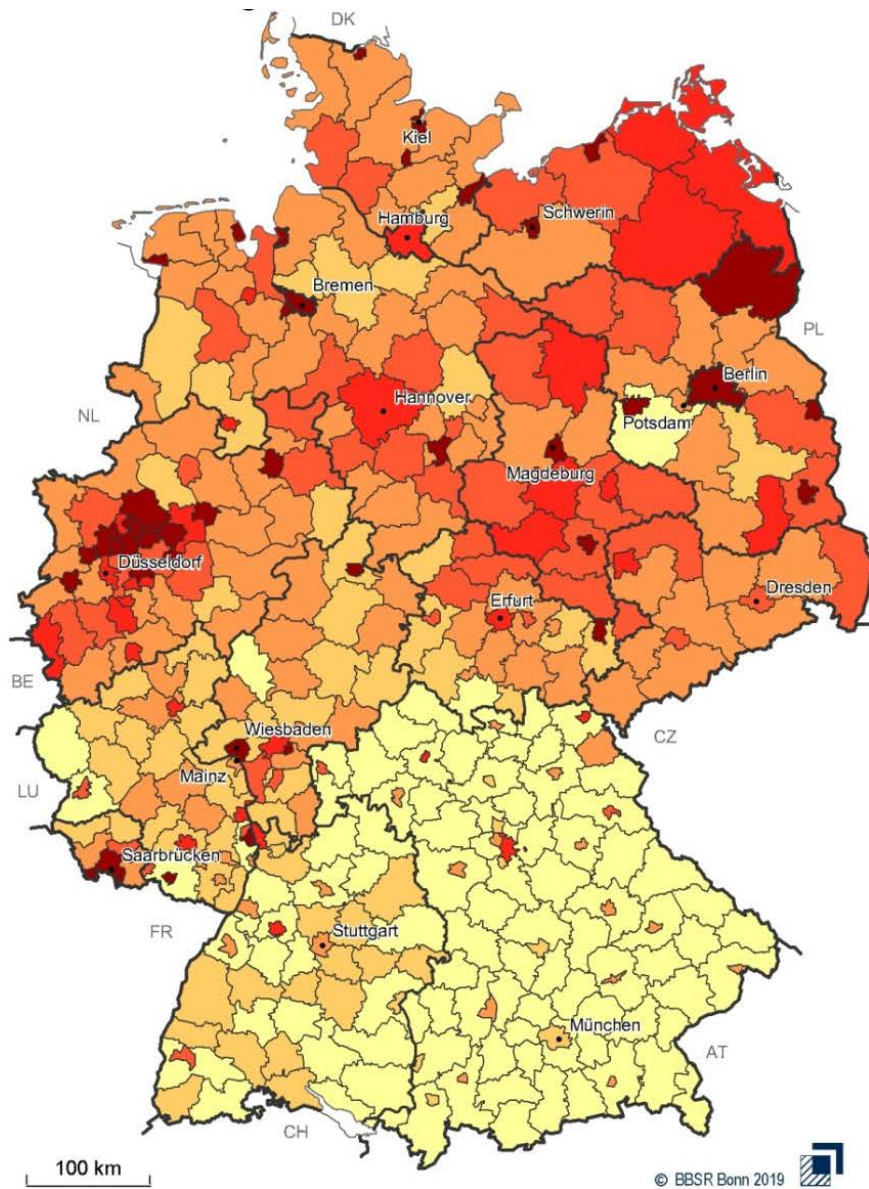 DK
Kiel
Schwerin
Hamburg
Bremen
PL
Berlin
Hannover
NL
Potsdam
Magdeburg
Düsseldorf
Dresden
Erfurt
BE
Wiesbaden
CZ
Mainz
LU
Saarbrücken
FR
Stuttgart
München
AT
CH
100 km
© BBSR Bonn 2019